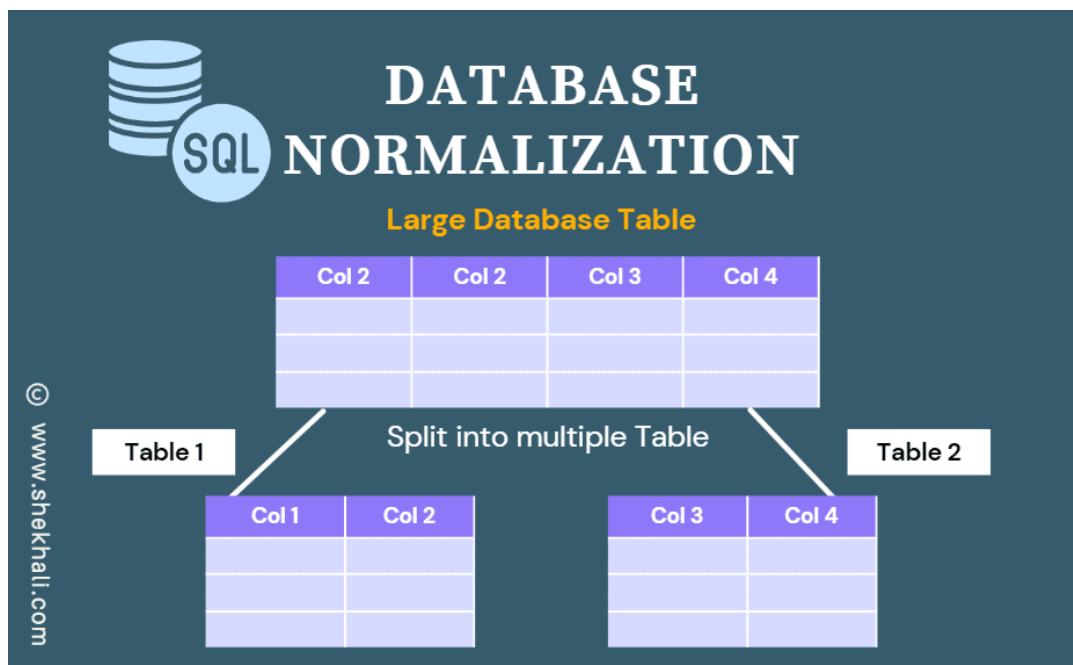 DATABASE
SQL NORMALIZATION
Large Database Table
Col 2 Col 2 Col 3 Col 4
Split into multiple Table
Table 1
Table 2
Col 1 Col 2
Col 3 Col 4
© www.shekhali.com